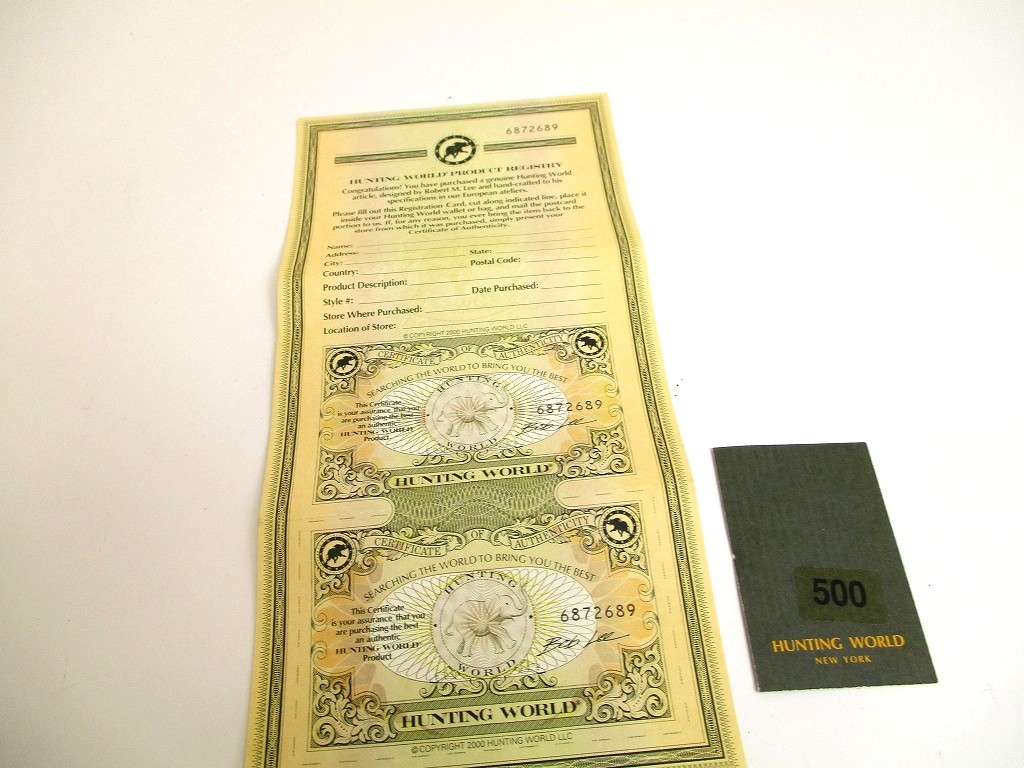 6872689
HUNTING WORLD PRODUCT REGISTRY
Congratulations! You have purchased a genuine Hunting World
article, designed by Robert M. Lee and hand-crafted to his
specifications in our European ateliers.
Please fill out this Registration Card, cut along indicated line, place it
inside your Hunting World wallet or bag, and mail the postcard
portion to us. If, for any reason, you ever bring the item back to the
store from which it was purchased, simply present your
Certificate of Authenticity.
Name:
Address:
City: State:
Country: Postal Code:
Product Description:
Style #: Date Purchased:
Store Where Purchased:
Location of Store:
© COPYRIGHT 2000 HUNTING WORLD LLC
CERTIFICATE OF AUTHENTICITY
SEARCHING THE WORLD TO BRING YOU THE BEST
HUNTING
This Certificate
is your assurance that you
are purchasing the best
an authentic
HUNTING WORLD
Product
6872689
WORLD
HUNTING WORLD®
CERTIFICATE OF AUTHENTICITY
SEARCHING THE WORLD TO BRING YOU THE BEST
HUNTING
This Certificate
is your assurance that you
are purchasing the best
an authentic
HUNTING WORLD
Product
6872689
WORLD
HUNTING WORLD®
© COPYRIGHT 2000 HUNTING WORLD LLC
500
HUNTING WORLD
NEW YORK